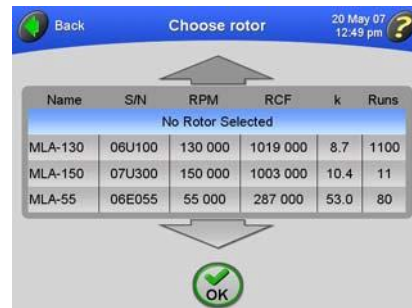 Back
Choose rotor
20 May 07
12:49 pm
?
Name S/N RPM RCF k Runs
No Rotor Selected
MLA-130 06U100 130 000 1019 000 8.7 1100
MLA-150 07U300 150 000 1003 000 10.4 11
MLA-55 06E055 55 000 287 000 53.0 80
OK